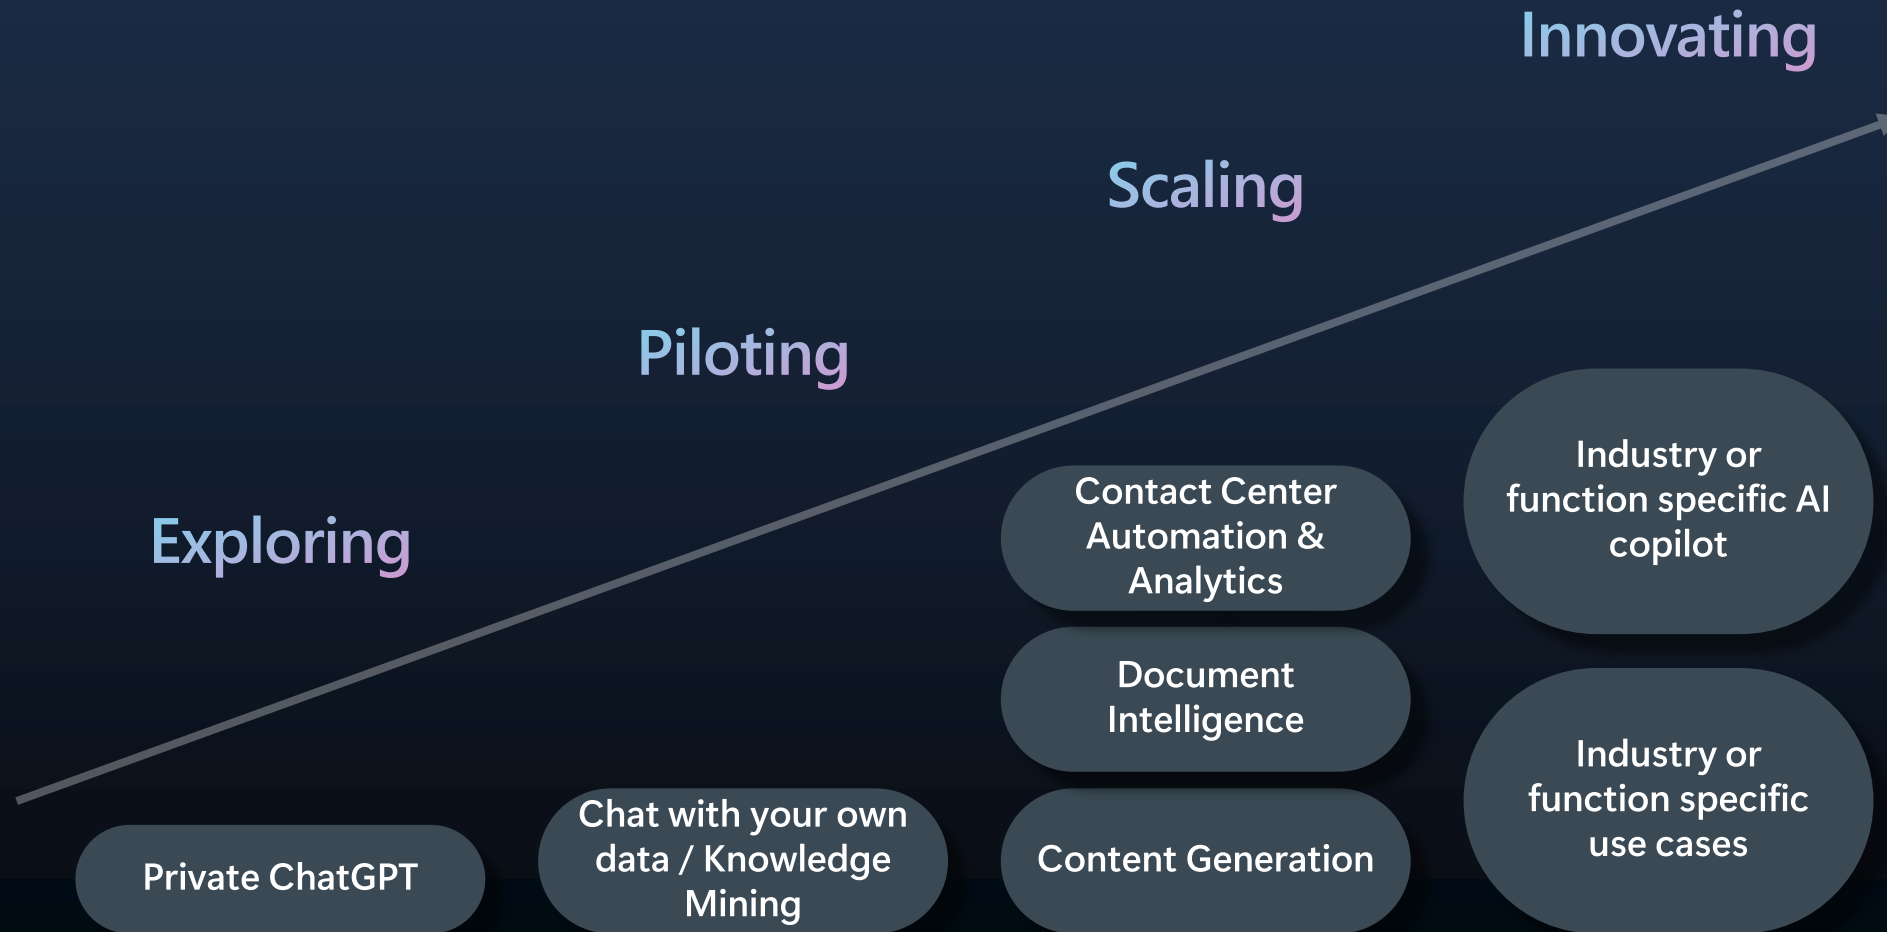 Innovating
Scaling
Piloting
Exploring
Private ChatGPT
Chat with your own
data / Knowledge
Mining
Contact Center
Automation &
Analytics
Document
Intelligence
Content Generation
Industry or
function specific AI
copilot
Industry or
function specific
use cases